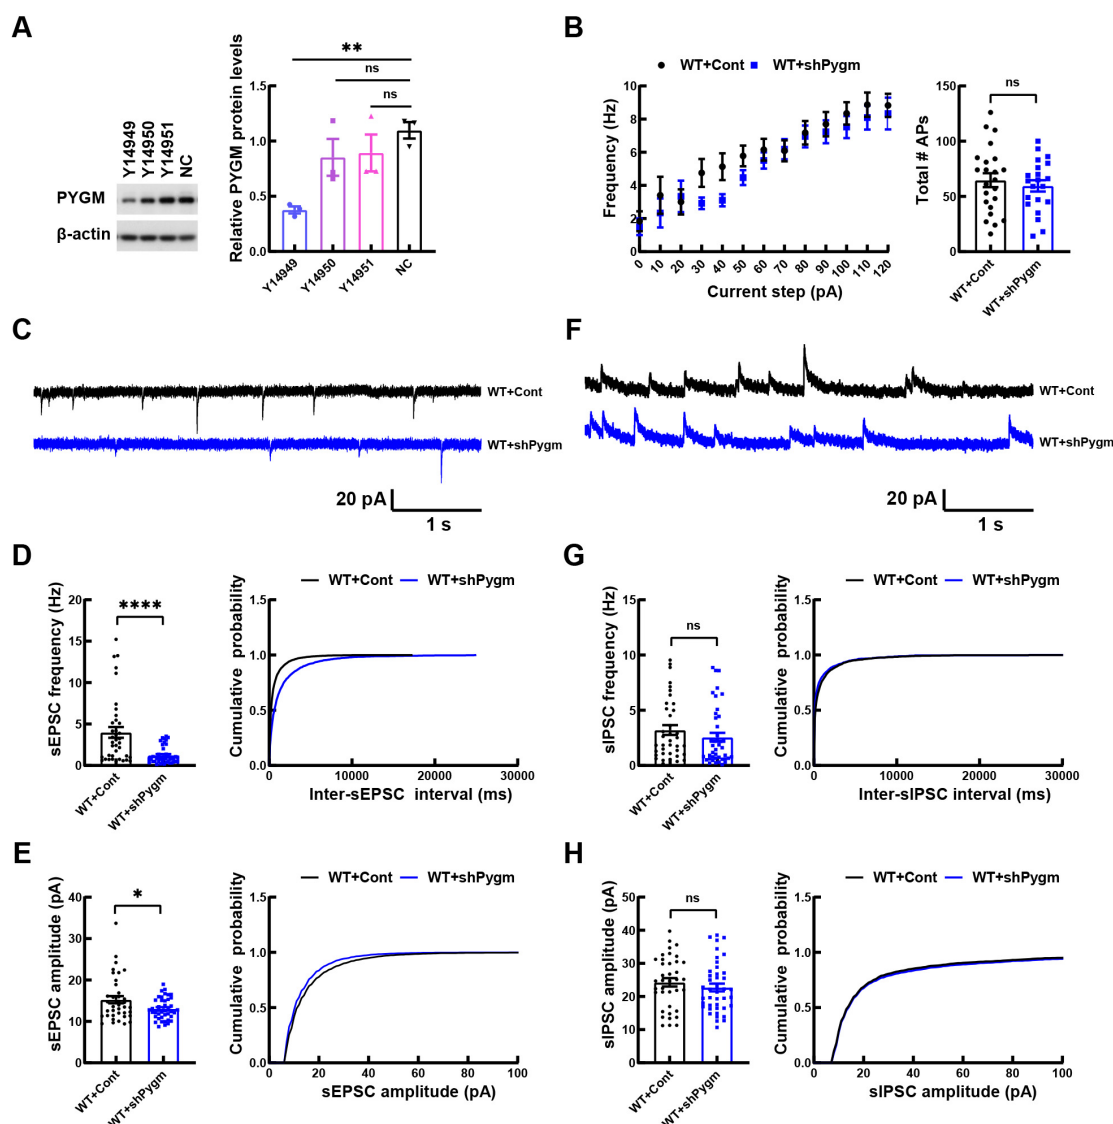 A
Relative PYGM protein levels
1.5
1.0
0.5
0.0
**
ns
ns
Y14949
Y14950
Y14951
NC
PYGM
β-actin
Y14949
Y14950
Y14951
NC
B
WT+Cont
WT+shPygm
Frequency (Hz)
10
8
6
4
2
0
0
10
20
30
40
50
60
70
80
90
100
110
120
Current step (pA)
Total # APs
150
100
50
0
ns
WT+Cont
WT+shPygm
C
WT+Cont
WT+shPygm
20 pA
1 s
F
WT+Cont
WT+shPygm
20 pA
1 s
D
sEPSC frequency (Hz)
20
15
10
5
0
****
WT+Cont
WT+shPygm
WT+Cont
WT+shPygm
Cumulative probability
1.5
1.0
0.5
0.0
0
10000
20000
30000
Inter-sEPSC interval (ms)
G
sIPSC frequency (Hz)
15
10
5
0
ns
WT+Cont
WT+shPygm
WT+Cont
WT+shPygm
Cumulative probability
1.5
1.0
0.5
0.0
0
10000
20000
30000
Inter-sIPSC interval (ms)
E
sEPSC amplitude (pA)
40
30
20
10
0
*
WT+Cont
WT+shPygm
WT+Cont
WT+shPygm
Cumulative probability
1.5
1.0
0.5
0.0
0
20
40
60
80
100
sEPSC amplitude (pA)
H
sIPSC amplitude (pA)
50
40
30
20
10
0
ns
WT+Cont
WT+shPygm
WT+Cont
WT+shPygm
Cumulative probability
1.5
1.0
0.5
0.0
0
20
40
60
80
100
sIPSC amplitude (pA)